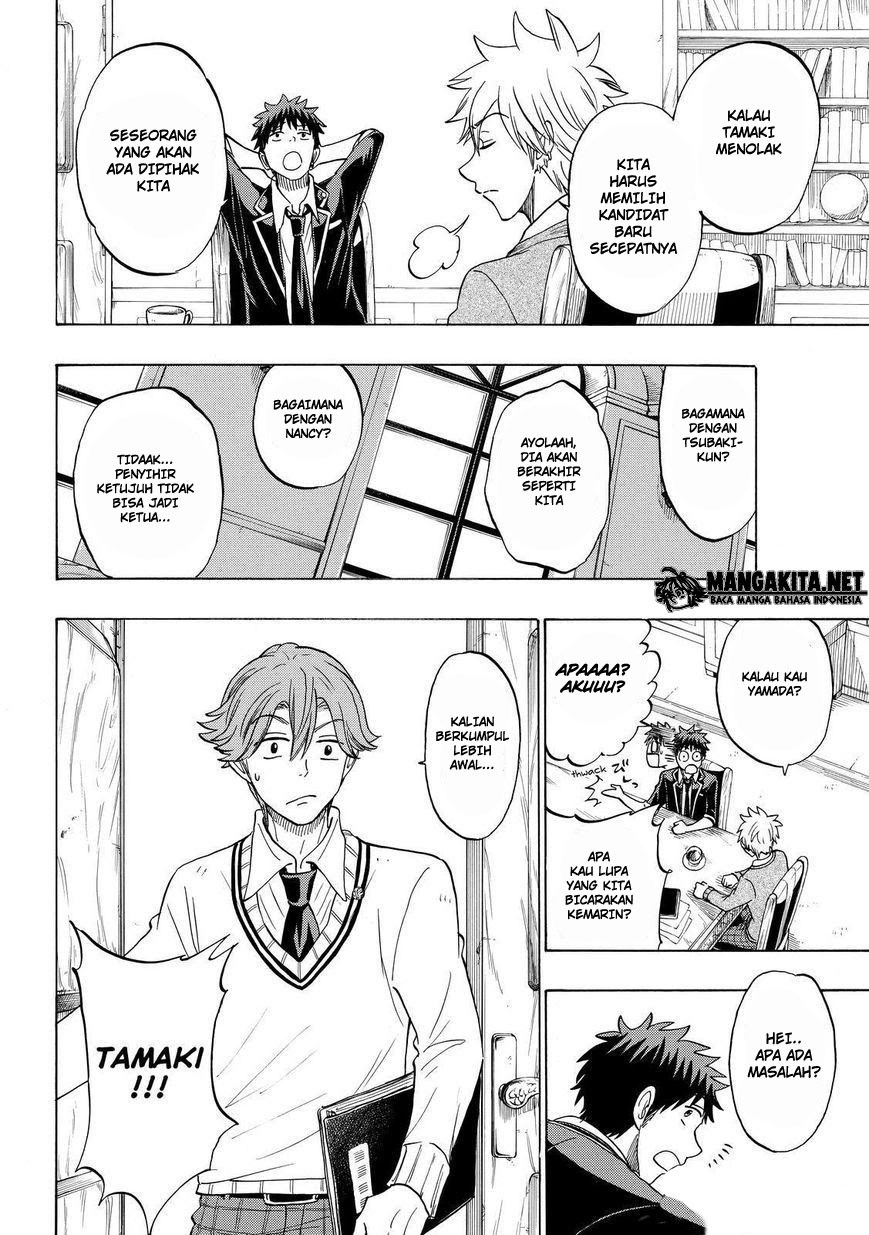 KALAU
TAMAKI
MENOLAK
KITA
HARUS
MEMILIH
KANDIDAT
BARU
SECEPATNYA
SESEORANG
YANG AKAN
ADA DIPIHAK
KITA
BAGAMANA
DENGAN
TSUBAKI-
KUN?
AYOLAAH,
DIA AKAN
BERAKHIR
SEPERTI
KITA
BAGAIMANA
DENGAN
NANCY?
TIDAAK...
PENYIHIR
KETUJUH TIDAK
BISA JADI
KETUA...
MANGAKITA.NET
BACA MANGA BAHASA INDONESIA
KALAU KAU
YAMADA?
APAAAA?
AKUUU?
thwack
APA
KAU LUPA
YANG KITA
BICARAKAN
KEMARIN?
HEI..
APA ADA
MASALAH?
KALIAN
BERKUMPUL
LEBIH
AWAL...
TAMAKI
!!!